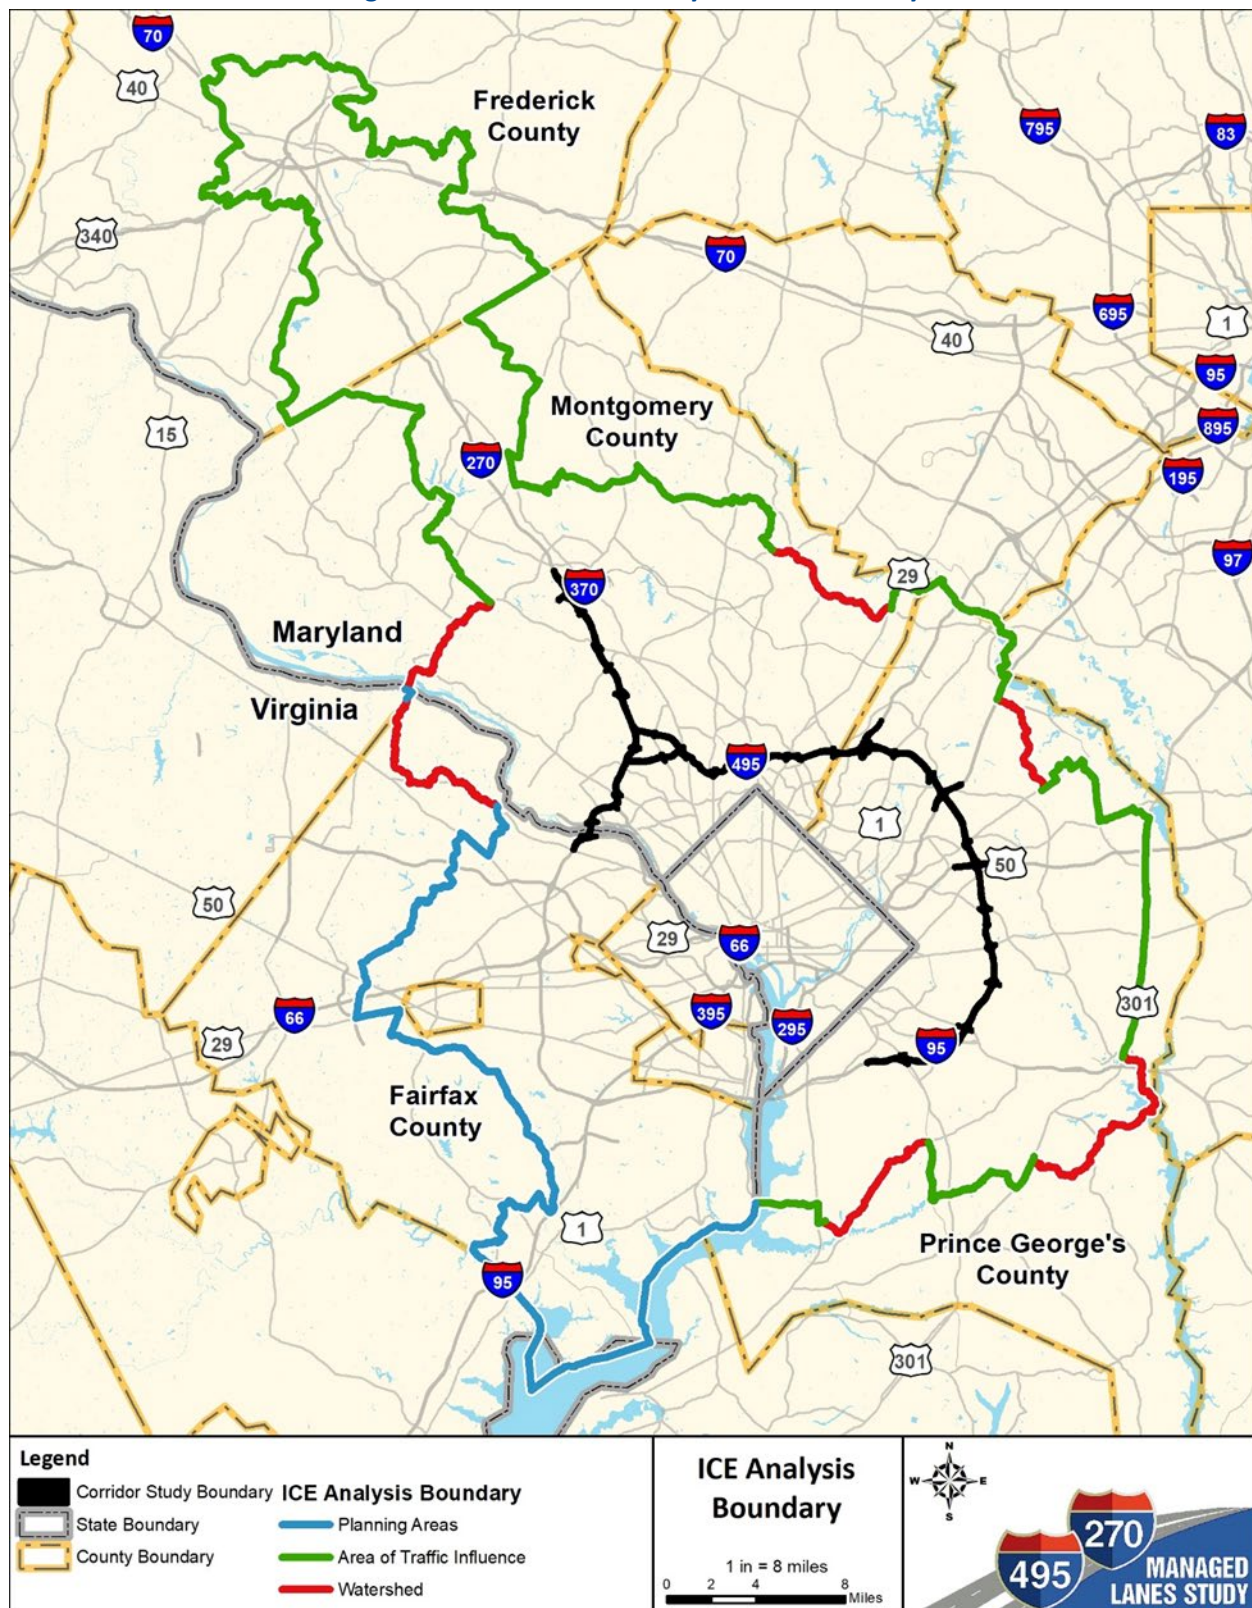 70
40
Frederick
County
795
83
340
70
695
1
40
95
15
Montgomery
County
895
270
195
97
29
370
Maryland
Virginia
495
1
50
50
29
66
301
66
395
295
29
95
Fairfax
County
1
Prince George's
County
95
301
Legend
Corridor Study Boundary
State Boundary
County Boundary
ICE Analysis Boundary
Planning Areas
Area of Traffic Influence
Watershed
ICE Analysis
Boundary
1 in = 8 miles
0 2 4 8
Miles
N
W E
S
270
495
MANAGED
LANES STUDY